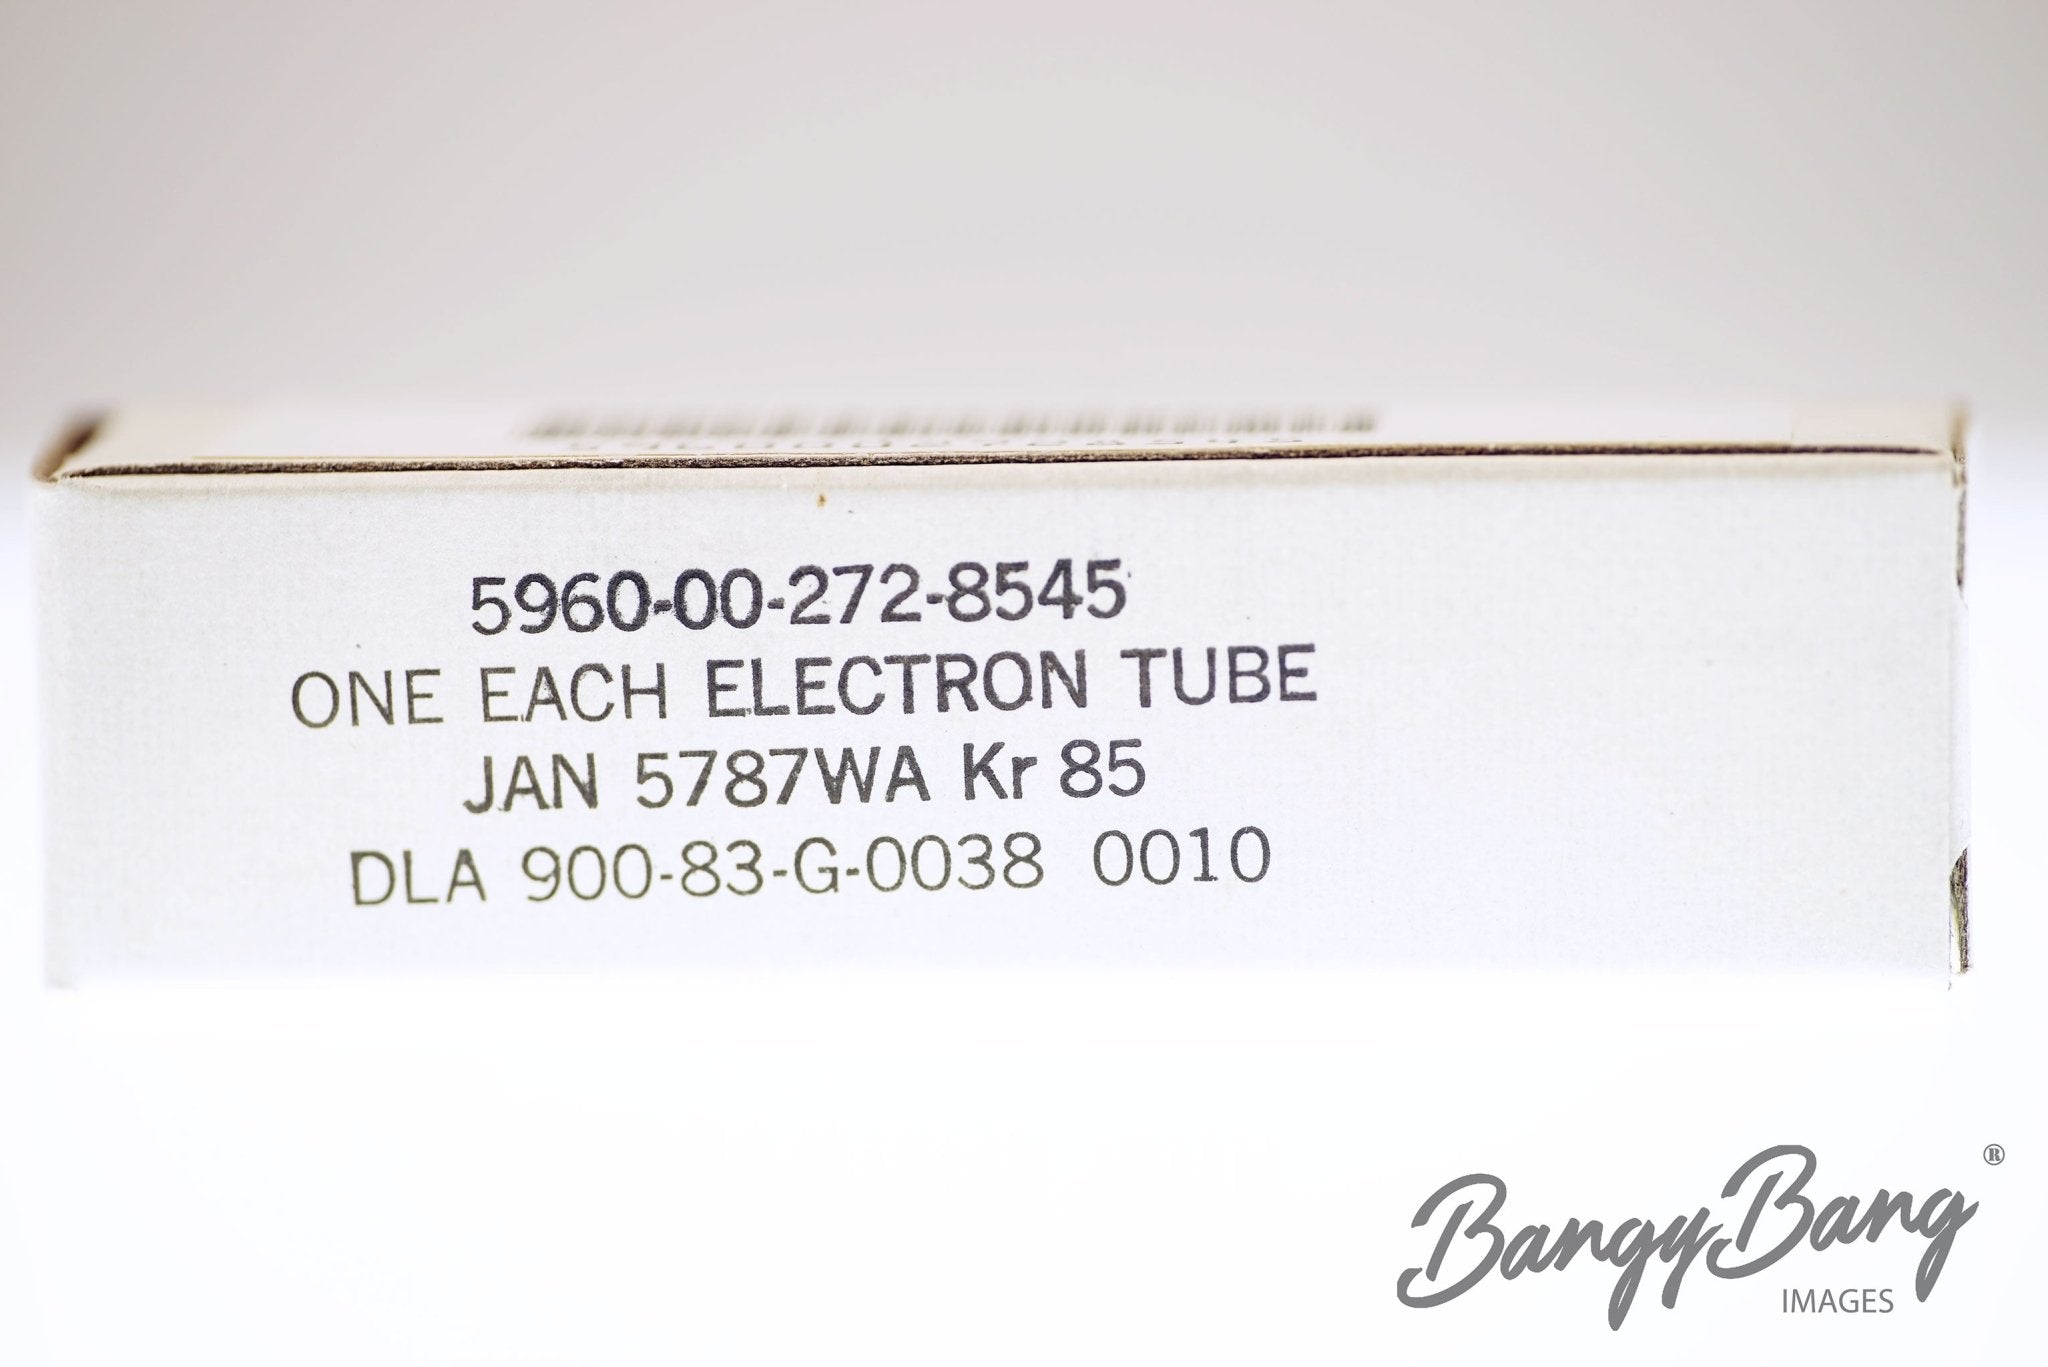 5960-00-272-8545
ONE EACH ELECTRON TUBE
JAN 5787WA Kr 85
DLA 900-83-G-0038 0010
BangyBang®
IMAGES